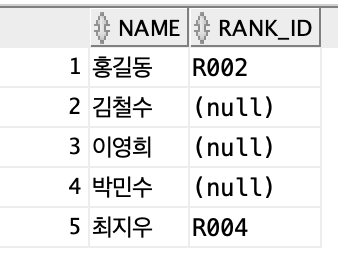 NAME RANK_ID
1 홍길동 R002
2 김철수 (null)
3 이영희 (null)
4 박민수 (null)
5 최지우 R004